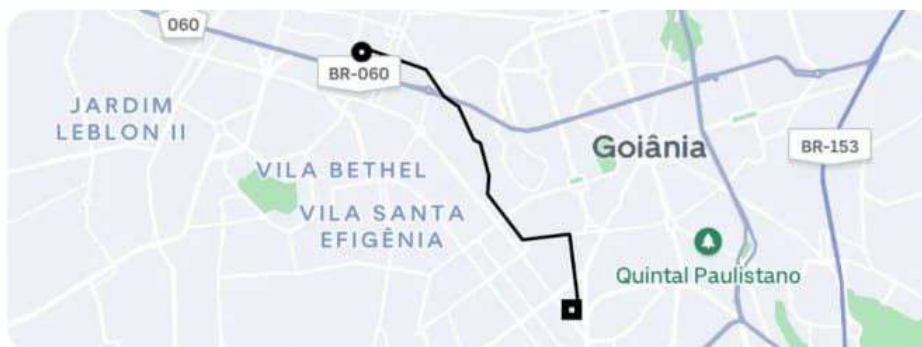 060
BR-060
JARDIM
LEBLON II
Goiânia
BR-153
VILA BETHEL
VILA SANTA
EFIGÊNIA
Quintal Paulistano